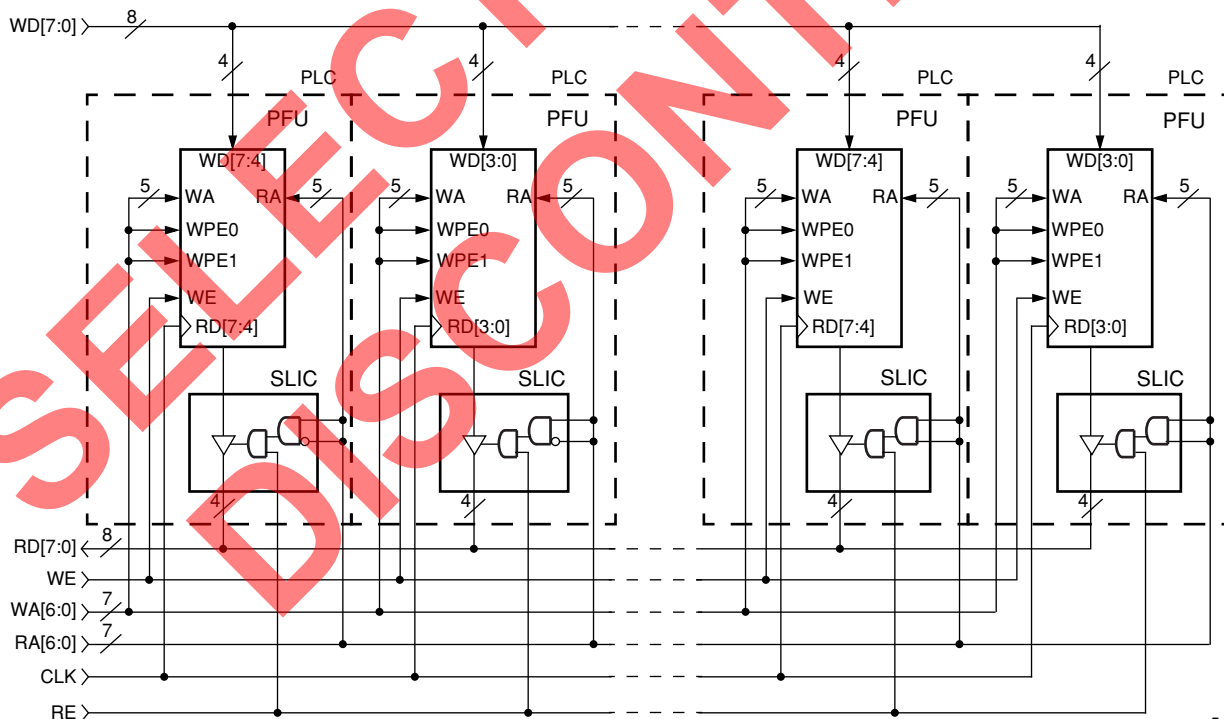 WD[7:0] 8
4 4 4 4
PLC PLC PLC PLC
PFU PFU PFU PFU
WD[7:4] WD[3:0] WD[7:4] WD[3:0]
5 WA RA 5 5 WA RA 5 5 WA RA 5 5 WA RA 5
WPE0 WPE0 WPE0 WPE0
WPE1 WPE1 WPE1 WPE1
WE WE WE WE
RD[7:4] RD[3:0] RD[7:4] RD[3:0]
SLIC SLIC SLIC SLIC
4 4 4 4
RD[7:0] 8
WE
WA[6:0] 7
RA[6:0] 7
CLK
RE
SELECT
DISCONT